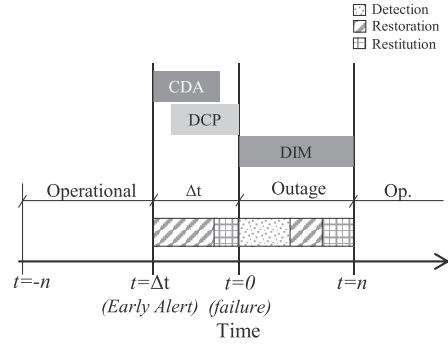 Detection
Restoration
Restitution
CDA
DCP
DIM
Operational Δt Outage Op.
t=-n t=Δt t=0 t=n
(Early Alert) (failure)
Time